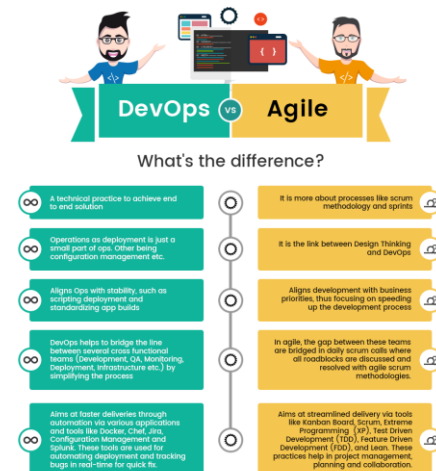 { }
DevOps vs Agile
What's the difference?
A technical practice to achieve end
to end solution
It is more about processes like scrum
methodology and sprints
Operations as deployment is just a
small part of ops. Other being
configuration management etc.
It is the link between Design Thinking
and DevOps
Aligns Ops with stability, such as
scripting deployment and
standardizing app builds
Aligns development with business
priorities, thus focusing on speeding
up the development process
DevOps helps to bridge the line
between several cross functional
teams (Development, QA, Monitoring,
Deployment, Infrastructure etc.) by
simplifying the process
In agile, the gap between these teams
are bridged in daily scrum calls where
all roadblocks are discussed and
resolved with agile scrum
methodologies.
Aims at faster deliveries through
automation via various applications
and tools like Docker, Chef, Jira,
Configuration Management and
Splunk. These tools are used for
automating deployment and tracking
bugs in real-time for quick fix.
Aims at streamlined delivery via tools
like Kanban Board, Scrum, Extreme
Programming (XP), Test Driven
Development (TDD), Feature Driven
Development (FDD), and Lean. These
practices help in project management,
planning and collaboration.